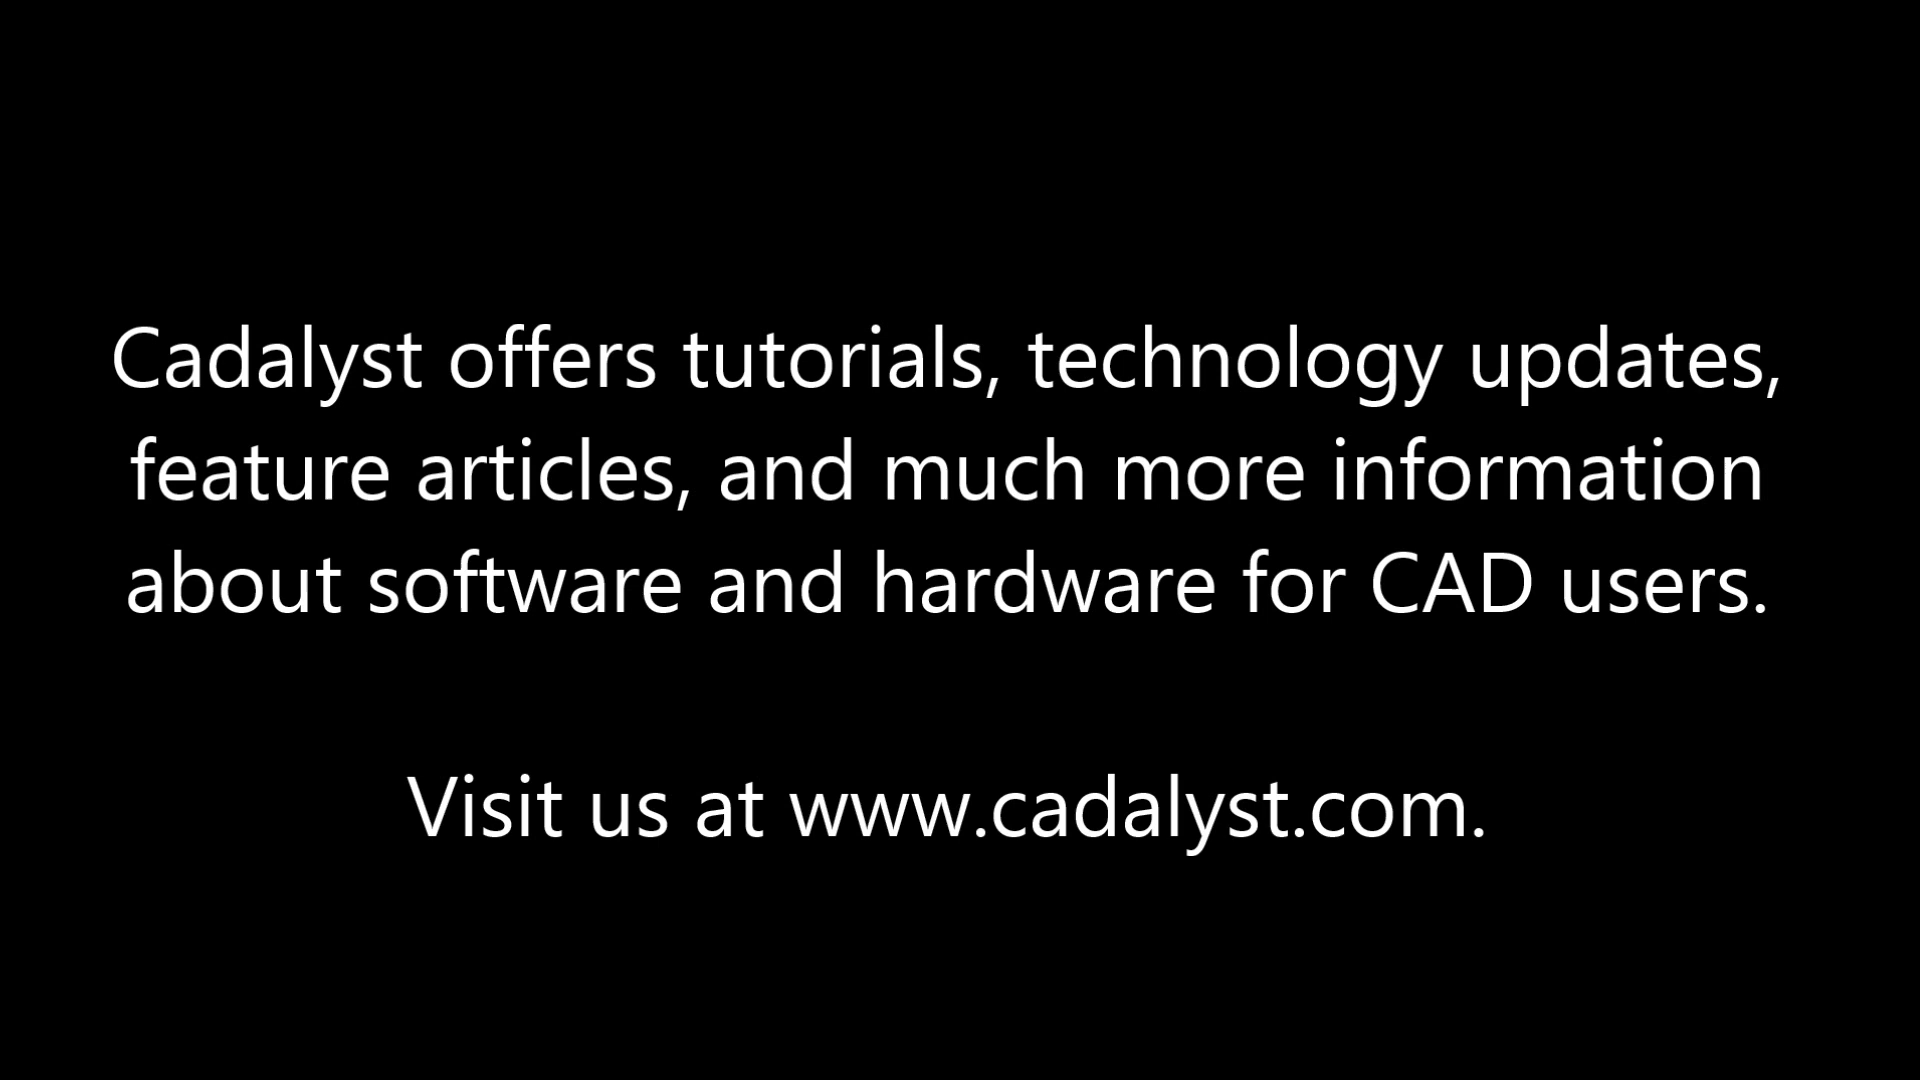 Cadalyst offers tutorials, technology updates,
feature articles, and much more information
about software and hardware for CAD users.
Visit us at www.cadalyst.com.